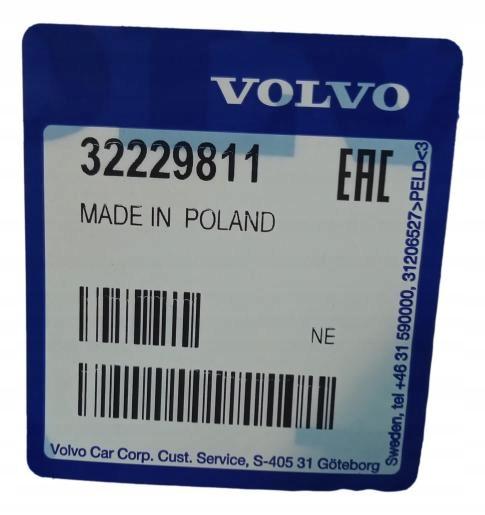 VOLVO
32229811
EAC
MADE IN POLAND
NE
Volvo Car Corp. Cust. Service, S-405 31 Göteborg
Sweden, tel +46 31 590000, 31206527>PELD<3